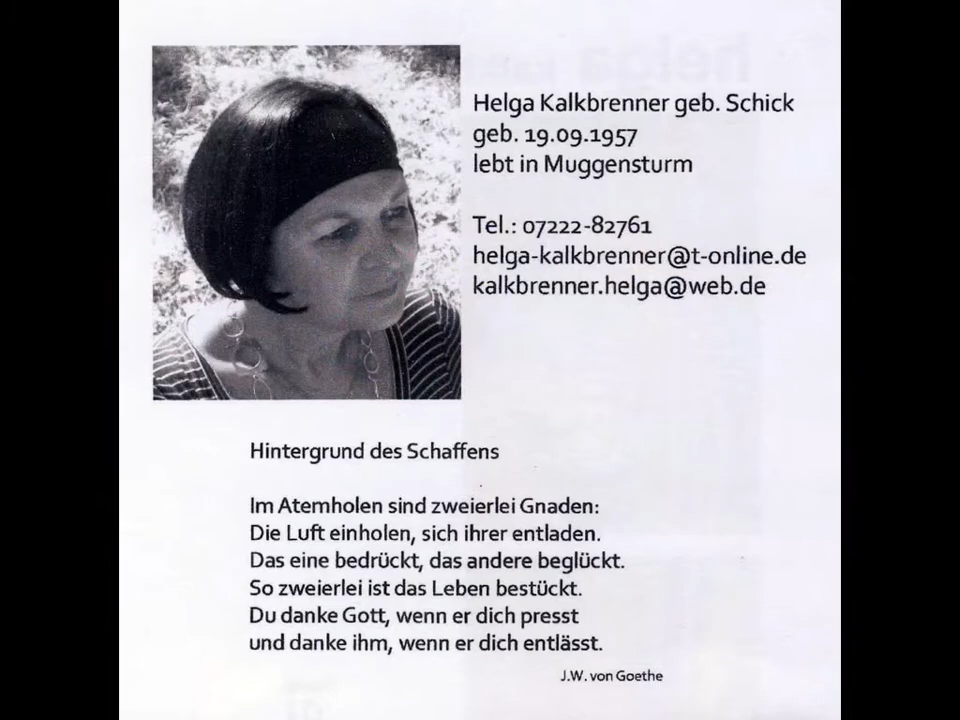 Helga Kalkbrenner geb. Schick
geb. 19.09.1957
lebt in Muggensturm
Tel.: 07222-82761
helga-kalkbrenner@t-online.de
kalkbrenner.helga@web.de
Hintergrund des Schaffens
Im Atemholen sind zweierlei Gnaden:
Die Luft einholen, sich ihrer entladen.
Das eine bedrückt, das andere beglückt.
So zweierlei ist das Leben bestückt.
Du danke Gott, wenn er dich presst
und danke ihm, wenn er dich entlässt.
J.W. von Goethe